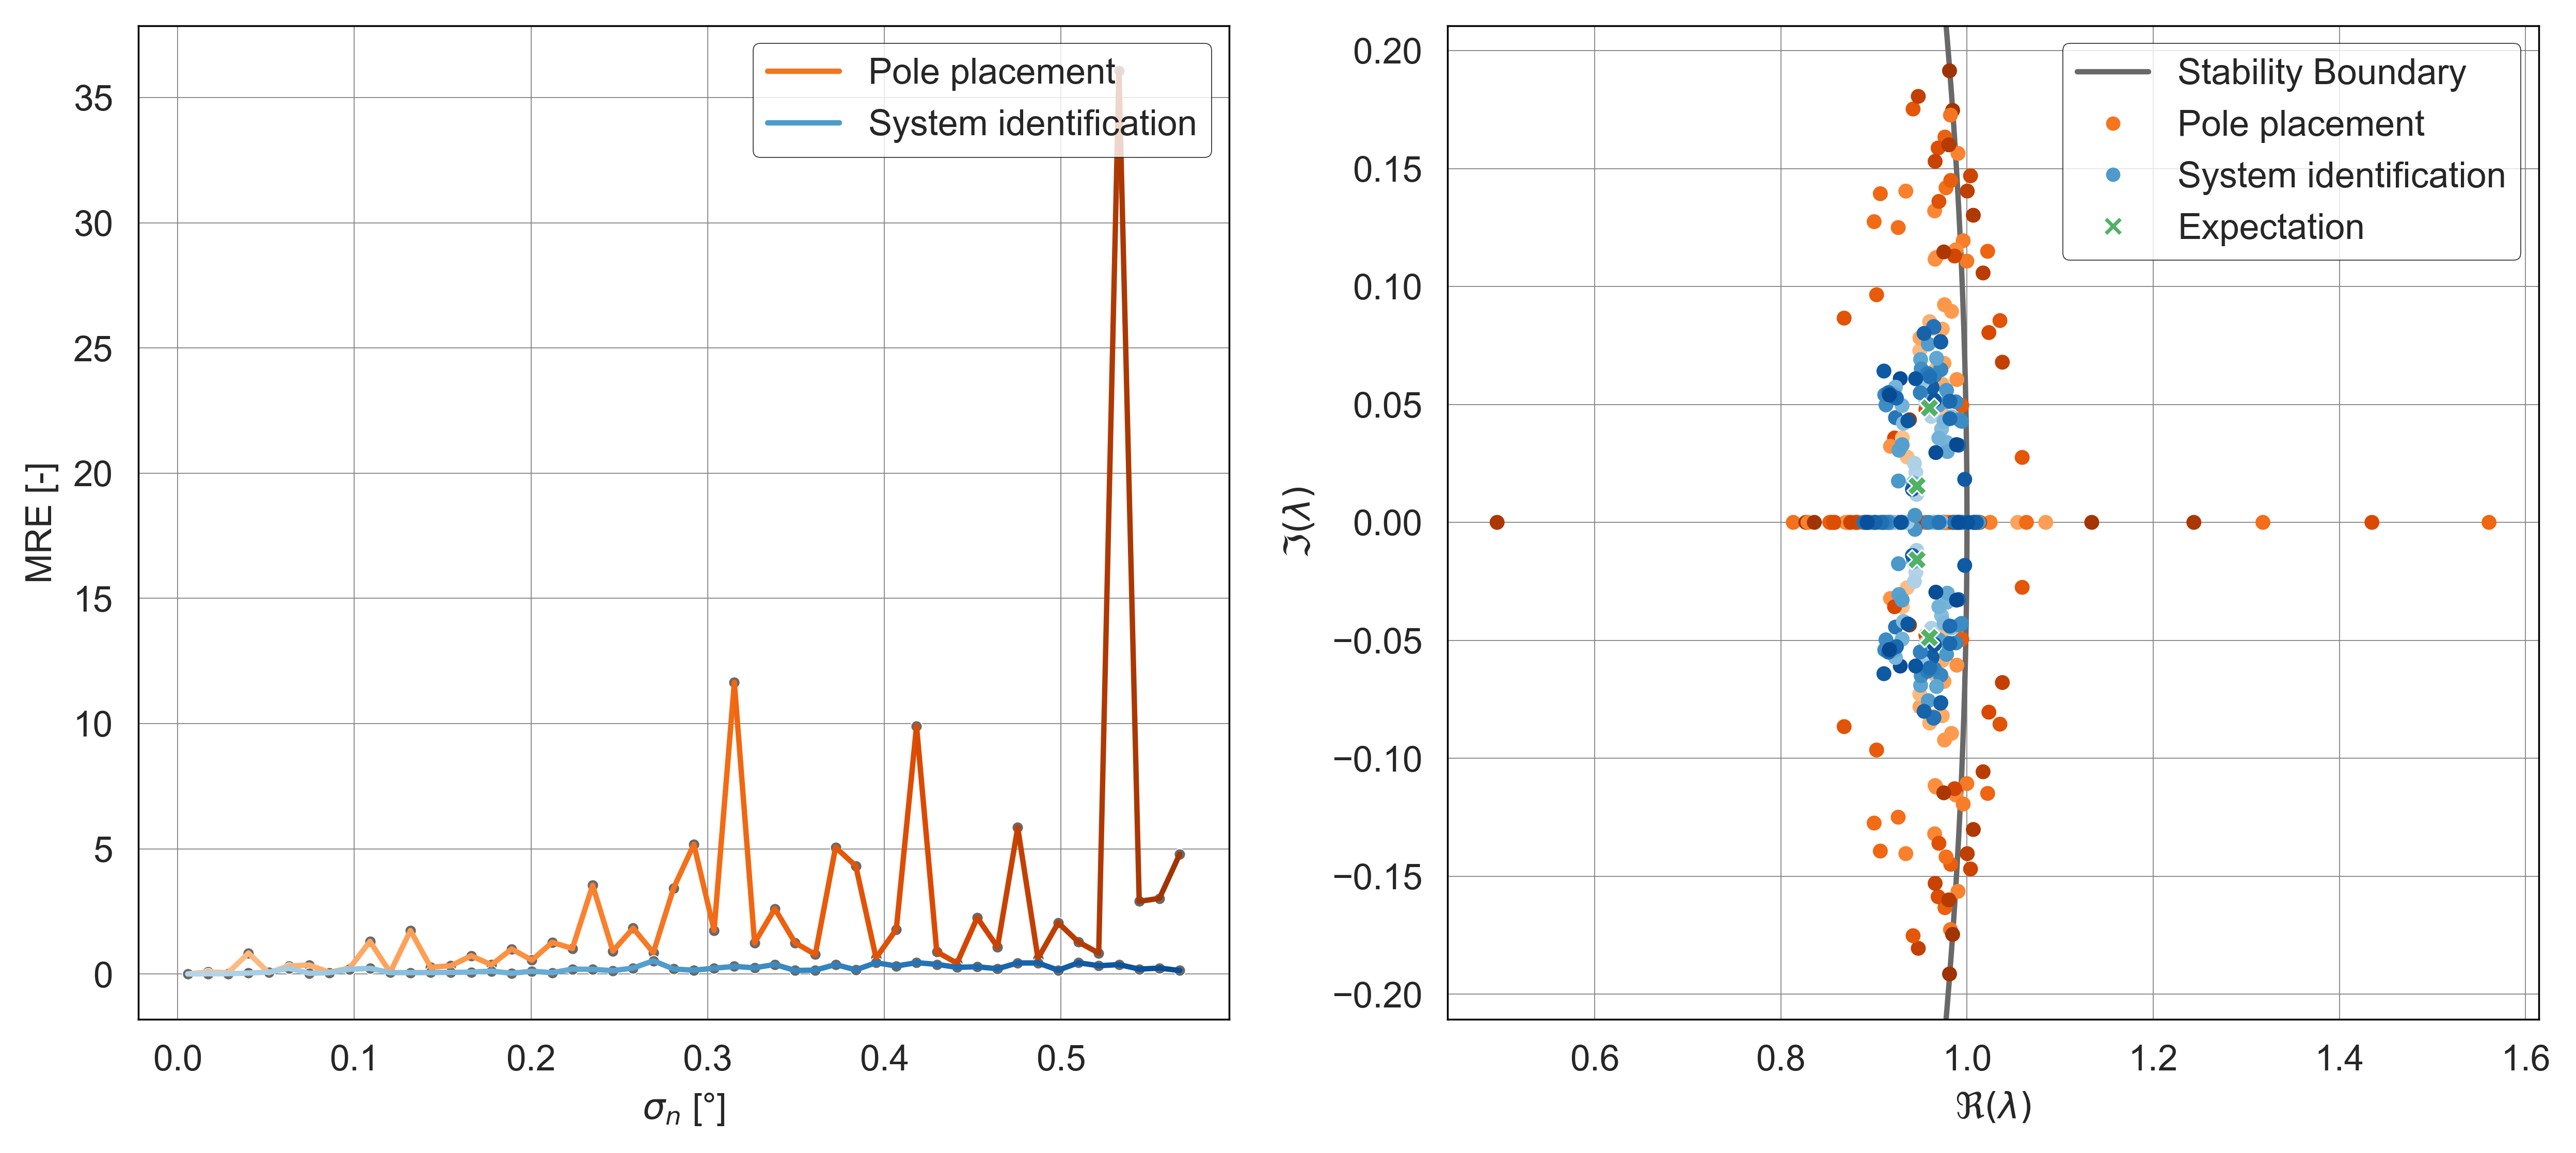 Pole placement
System identification
35
30
25
20
15
10
5
0
MRE [-]
0.0 0.1 0.2 0.3 0.4 0.5
σn [°]
Stability Boundary
Pole placement
System identification
Expectation
0.20
0.15
0.10
0.05
0.00
−0.05
−0.10
−0.15
−0.20
ℑ(λ)
0.6 0.8 1.0 1.2 1.4 1.6
ℜ(λ)